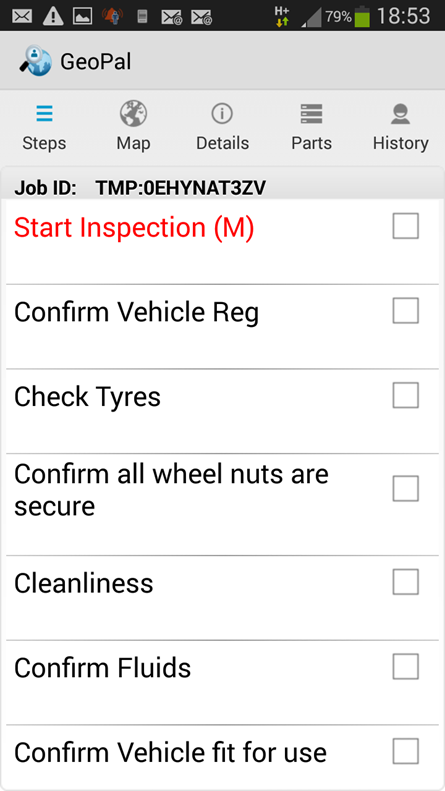 H+ 79% 18:53
GeoPal
Steps Map Details Parts History
Job ID: TMP:0EHYNAT3ZV
Start Inspection (M)
Confirm Vehicle Reg
Check Tyres
Confirm all wheel nuts are
secure
Cleanliness
Confirm Fluids
Confirm Vehicle fit for use